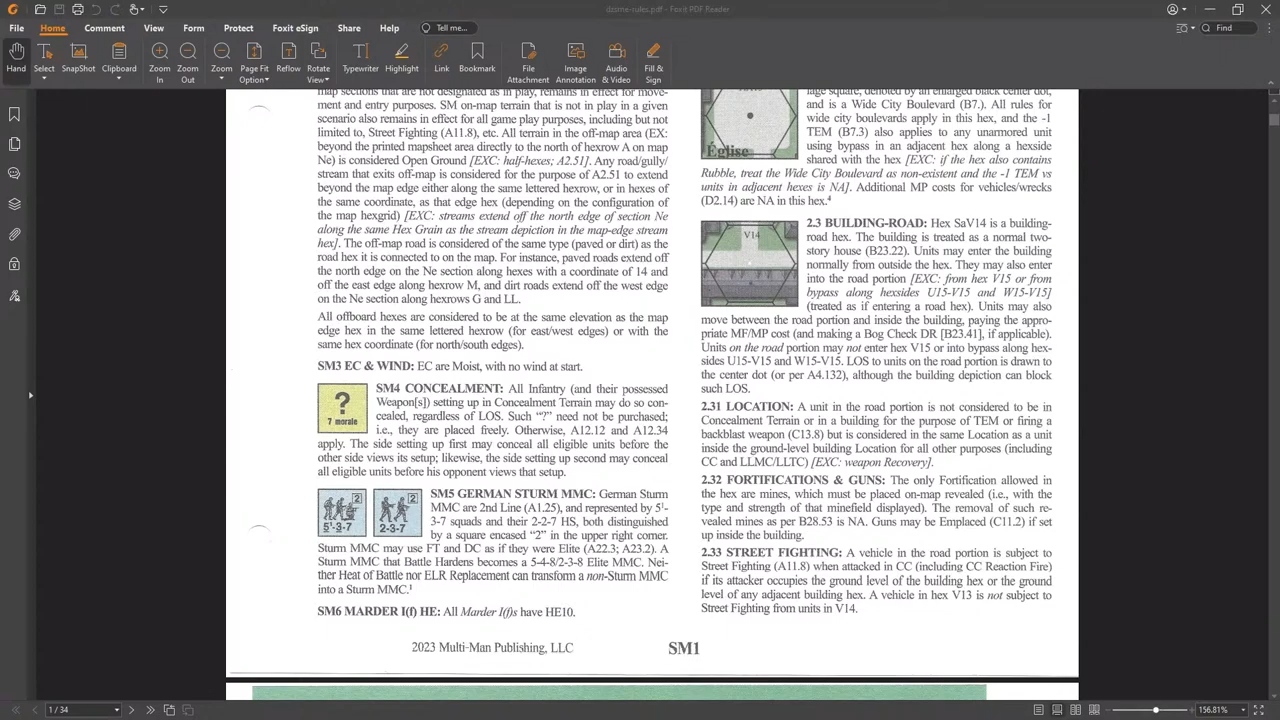 dzsme-rules.pdf - Foxit PDF Reader
File
Home
Comment
View
Form
Protect
Foxit eSign
Share
Help
Tell me...
Find
Hand
Select
SnapShot
Clipboard
Zoom In
Zoom Out
Zoom
Page Fit Option
Reflow
Rotate View
Typewriter
Highlight
Link
Bookmark
File Attachment
Image Annotation
Audio & Video
Fill & Sign
map sections that are not designated as in play, remains in effect for move-
ment and entry purposes. SM on-map terrain that is not in play in a given
scenario also remains in effect for all game play purposes, including but not
limited to, Street Fighting (A11.8), etc. All terrain in the off-map area (EX:
beyond the printed mapsheet area directly to the north of hexrow A on map
Ne) is considered Open Ground [EXC: half-hexes; A2.51]. Any road/gully/
stream that exits off-map is considered for the purpose of A2.51 to extend
beyond the map edge either along the same lettered hexrow, or in hexes of
the same coordinate, as that edge hex (depending on the configuration of
the map hexgrid) [EXC: streams extend off the north edge of section Ne
along the same Hex Grain as the stream depiction in the map-edge stream
hex]. The off-map road is considered of the same type (paved or dirt) as the
road hex it is connected to on the map. For instance, paved roads extend off
the north edge on the Ne section along hexes with a coordinate of 14 and
off the east edge along hexrow M, and dirt roads extend off the west edge
on the Ne section along hexrows G and LL.
All offboard hexes are considered to be at the same elevation as the map
edge hex in the same lettered hexrow (for east/west edges) or with the
same hex coordinate (for north/south edges).
SM3 EC & WIND: EC are Moist, with no wind at start.
?
7 morale
SM4 CONCEALMENT: All Infantry (and their possessed
Weapon[s]) setting up in Concealment Terrain may do so con-
cealed, regardless of LOS. Such “?” need not be purchased;
i.e., they are placed freely. Otherwise, A12.12 and A12.34
apply. The side setting up first may conceal all eligible units before the
other side views its setup; likewise, the side setting up second may conceal
all eligible units before his opponent views that setup.
2
5¹-3-7
2
2-3-7
SM5 GERMAN STURM MMC: German Sturm
MMC are 2nd Line (A1.25), and represented by 5¹-
3-7 squads and their 2-2-7 HS, both distinguished
by a square encased “2” in the upper right corner.
Sturm MMC may use FT and DC as if they were Elite (A22.3; A23.2). A
Sturm MMC that Battle Hardens becomes a 5-4-8/2-3-8 Elite MMC. Nei-
ther Heat of Battle nor ELR Replacement can transform a non-Sturm MMC
into a Sturm MMC.¹
SM6 MARDER I(f) HE: All Marder I(f)s have HE10.
Église
lage square, denoted by an enlarged black center dot,
and is a Wide City Boulevard (B7.). All rules for
wide city boulevards apply in this hex, and the -1
TEM (B7.3) also applies to any unarmored unit
using bypass in an adjacent hex along a hexside
shared with the hex [EXC: if the hex also contains
Rubble, treat the Wide City Boulevard as non-existent and the -1 TEM vs
units in adjacent hexes is NA]. Additional MP costs for vehicles/wrecks
(D2.14) are NA in this hex.⁴
V14
2.3 BUILDING-ROAD: Hex SaV14 is a building-
road hex. The building is treated as a normal two-
story house (B23.22). Units may enter the building
normally from outside the hex. They may also enter
into the road portion [EXC: from hex V15 or from
bypass along hexsides U15-V15 and W15-V15]
(treated as if entering a road hex). Units may also
move between the road portion and inside the building, paying the appro-
priate MF/MP cost (and making a Bog Check DR [B23.41], if applicable).
Units on the road portion may not enter hex V15 or into bypass along hex-
sides U15-V15 and W15-V15. LOS to units on the road portion is drawn to
the center dot (or per A4.132), although the building depiction can block
such LOS.
2.31 LOCATION: A unit in the road portion is not considered to be in
Concealment Terrain or in a building for the purpose of TEM or firing a
backblast weapon (C13.8) but is considered in the same Location as a unit
inside the ground-level building Location for all other purposes (including
CC and LLMC/LLTC) [EXC: weapon Recovery].
2.32 FORTIFICATIONS & GUNS: The only Fortification allowed in
the hex are mines, which must be placed on-map revealed (i.e., with the
type and strength of that minefield displayed). The removal of such re-
vealed mines as per B28.53 is NA. Guns may be Emplaced (C11.2) if set
up inside the building.
2.33 STREET FIGHTING: A vehicle in the road portion is subject to
Street Fighting (A11.8) when attacked in CC (including CC Reaction Fire)
if its attacker occupies the ground level of the building hex or the ground
level of any adjacent building hex. A vehicle in hex V13 is not subject to
Street Fighting from units in V14.
2023 Multi-Man Publishing, LLC
SM1
1 / 34
156.81%